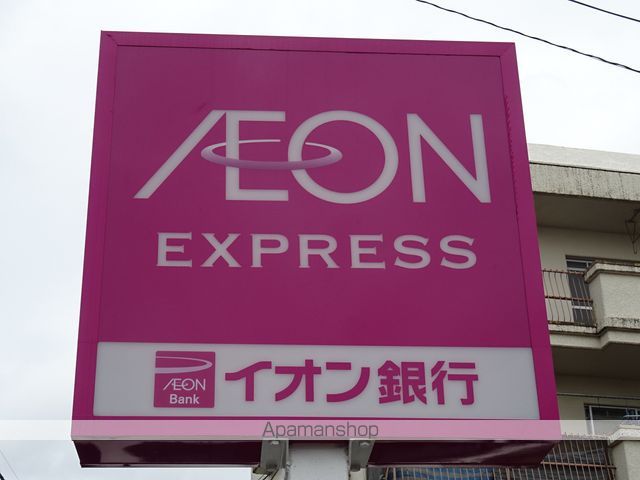 ÆON
EXPRESS
ÆON
Bank
イオン銀行
Apamanshop